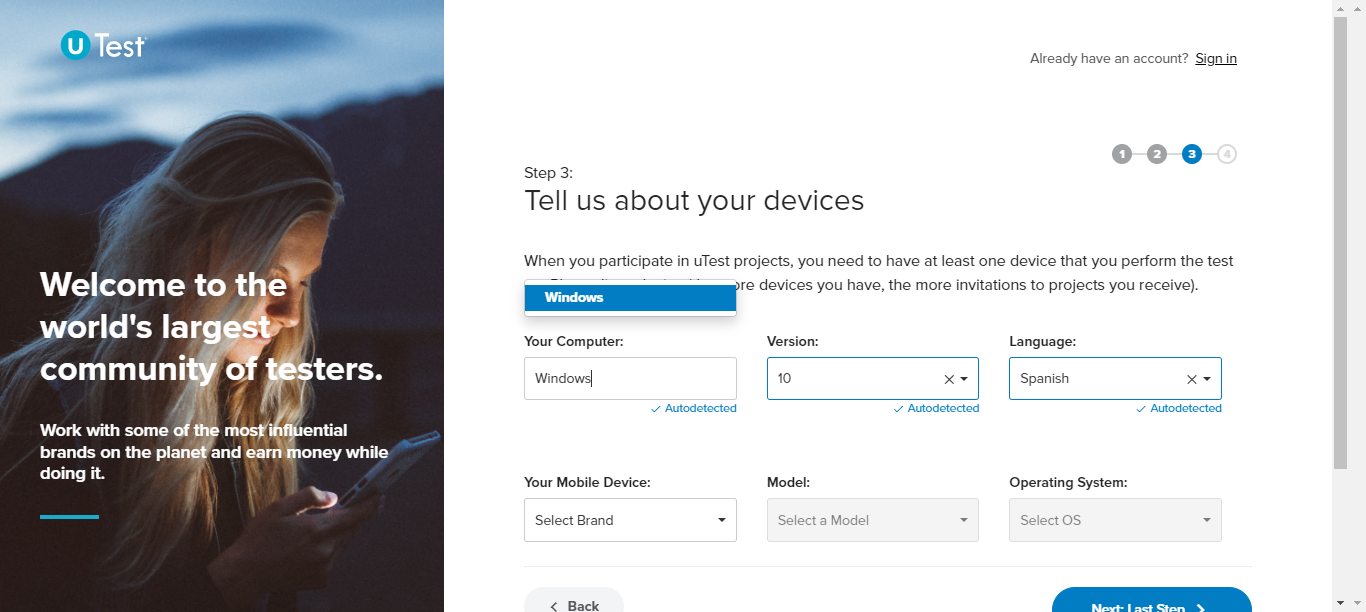 U Test
Already have an account? Sign in
1 2 3 4
Step 3:
Tell us about your devices
When you participate in uTest projects, you need to have at least one device that you perform the test
ore devices you have, the more invitations to projects you receive).
Windows
Your Computer:
Version:
Language:
Windows
10
Spanish
Autodetected
Autodetected
Autodetected
Your Mobile Device:
Model:
Operating System:
Select Brand
Select a Model
Select OS
Back
Next: Last Step
Welcome to the
world's largest
community of testers.
Work with some of the most influential
brands on the planet and earn money while
doing it.